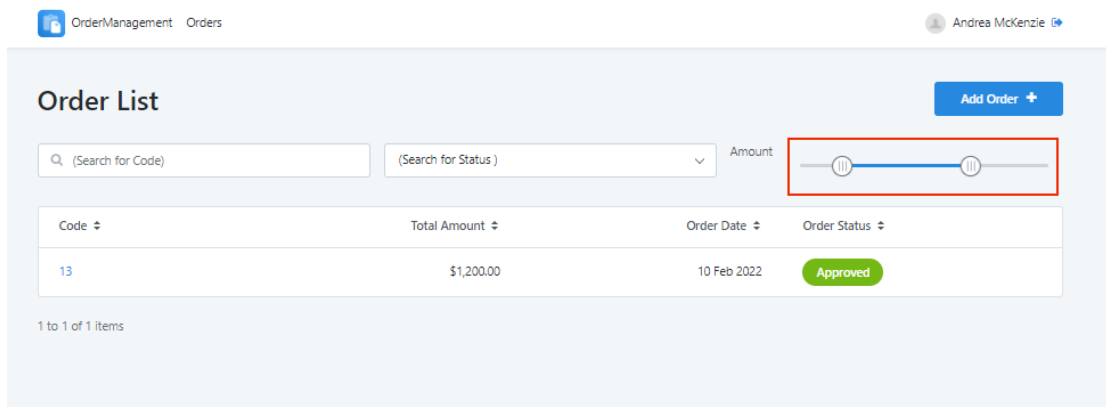 OrderManagement Orders Andrea McKenzie
Order List
Add Order
(Search for Code) (Search for Status ) Amount
Code Total Amount Order Date Order Status
13 $1,200.00 10 Feb 2022 Approved
1 to 1 of 1 items